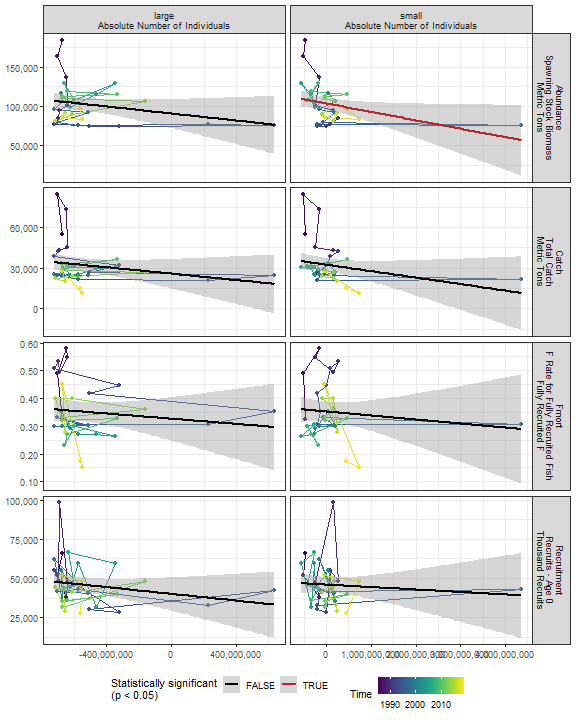 large
Absolute Number of Individuals
small
Absolute Number of Individuals
150,000
100,000
50,000
Abundance
Spawning Stock Biomass
Metric Tons
60,000
30,000
0
Catch
Total Catch
Metric Tons
0.60
0.50
0.40
0.30
0.20
0.10
Fmort
F Rate for Fully Recruited Fish
Fully Recruited F
100,000
75,000
50,000
25,000
Recruitment
Recruits - Age 0
Thousand Recruits
-400,000,000
0
400,000,000
0
Statistically significant
(p < 0.05)
FALSE
TRUE
Time
1990
2000
2010